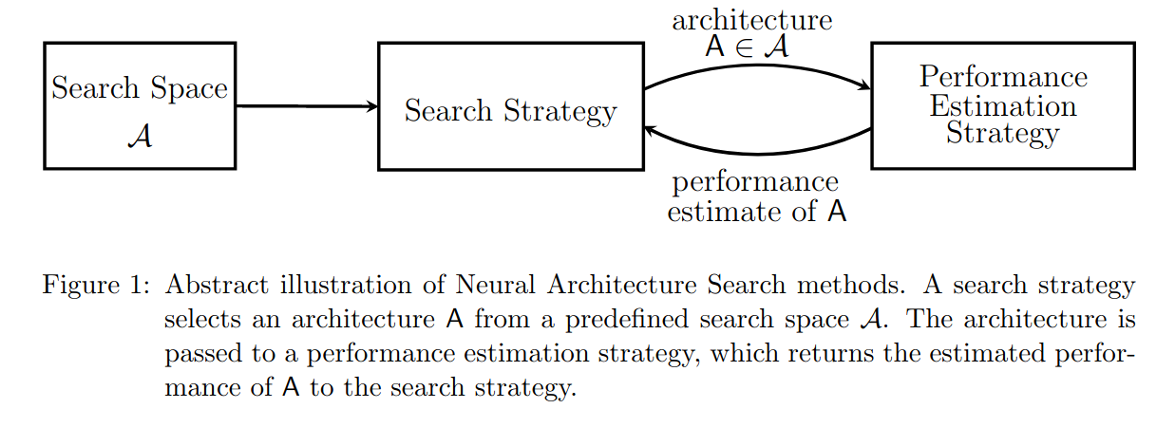 Search Space
𝒜
Search Strategy
architecture
A ∈ 𝒜
Performance
Estimation
Strategy
performance
estimate of A
Figure 1: Abstract illustration of Neural Architecture Search methods. A search strategy
selects an architecture A from a predefined search space 𝒜. The architecture is
passed to a performance estimation strategy, which returns the estimated perfor-
mance of A to the search strategy.